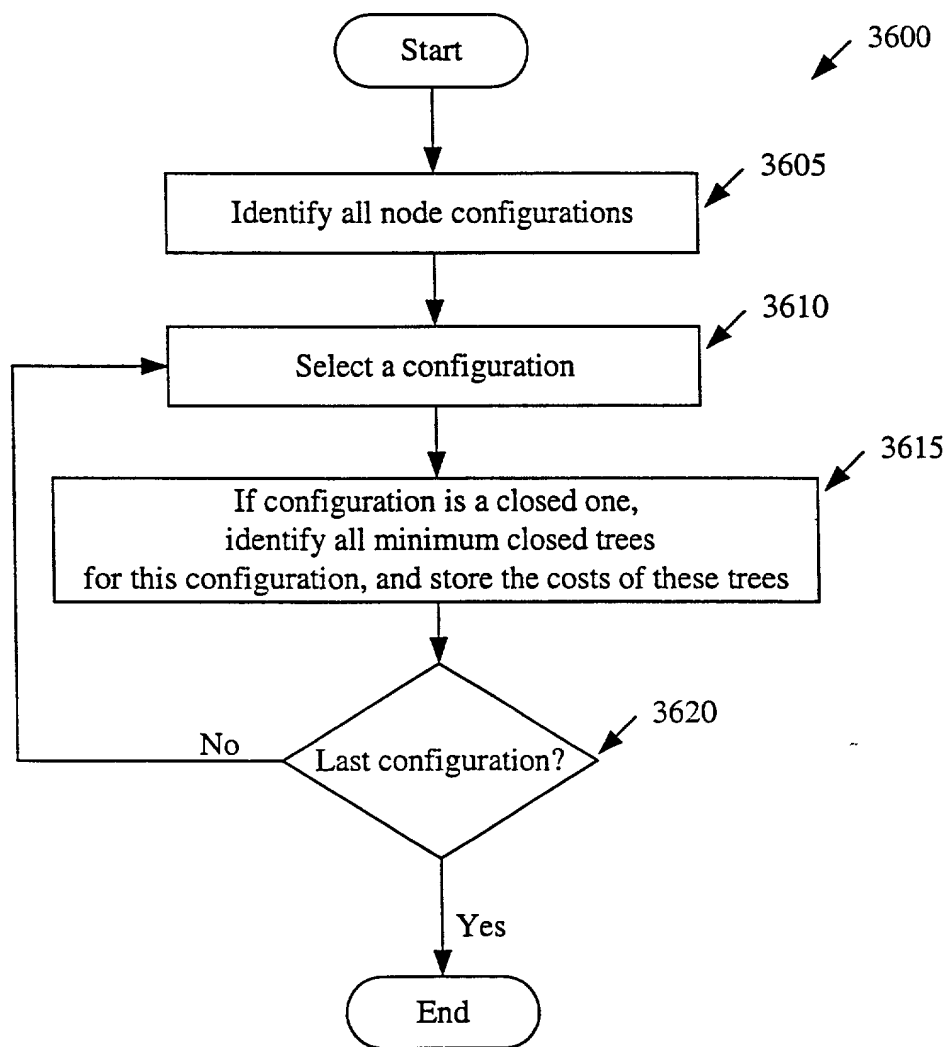 Start
3600
3605
Identify all node configurations
3610
Select a configuration
3615
If configuration is a closed one,
identify all minimum closed trees
for this configuration, and store the costs of these trees
3620
No
Last configuration?
Yes
End